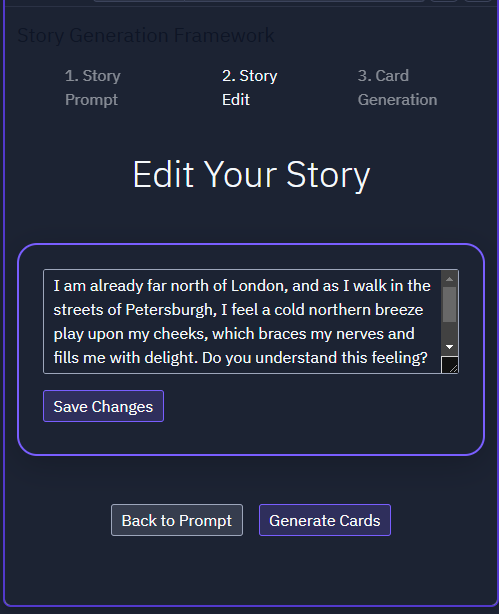 Story Generation Framework
1. Story
Prompt
2. Story
Edit
3. Card
Generation
Edit Your Story
I am already far north of London, and as I walk in the
streets of Petersburgh, I feel a cold northern breeze
play upon my cheeks, which braces my nerves and
fills me with delight. Do you understand this feeling?
Save Changes
Back to Prompt
Generate Cards